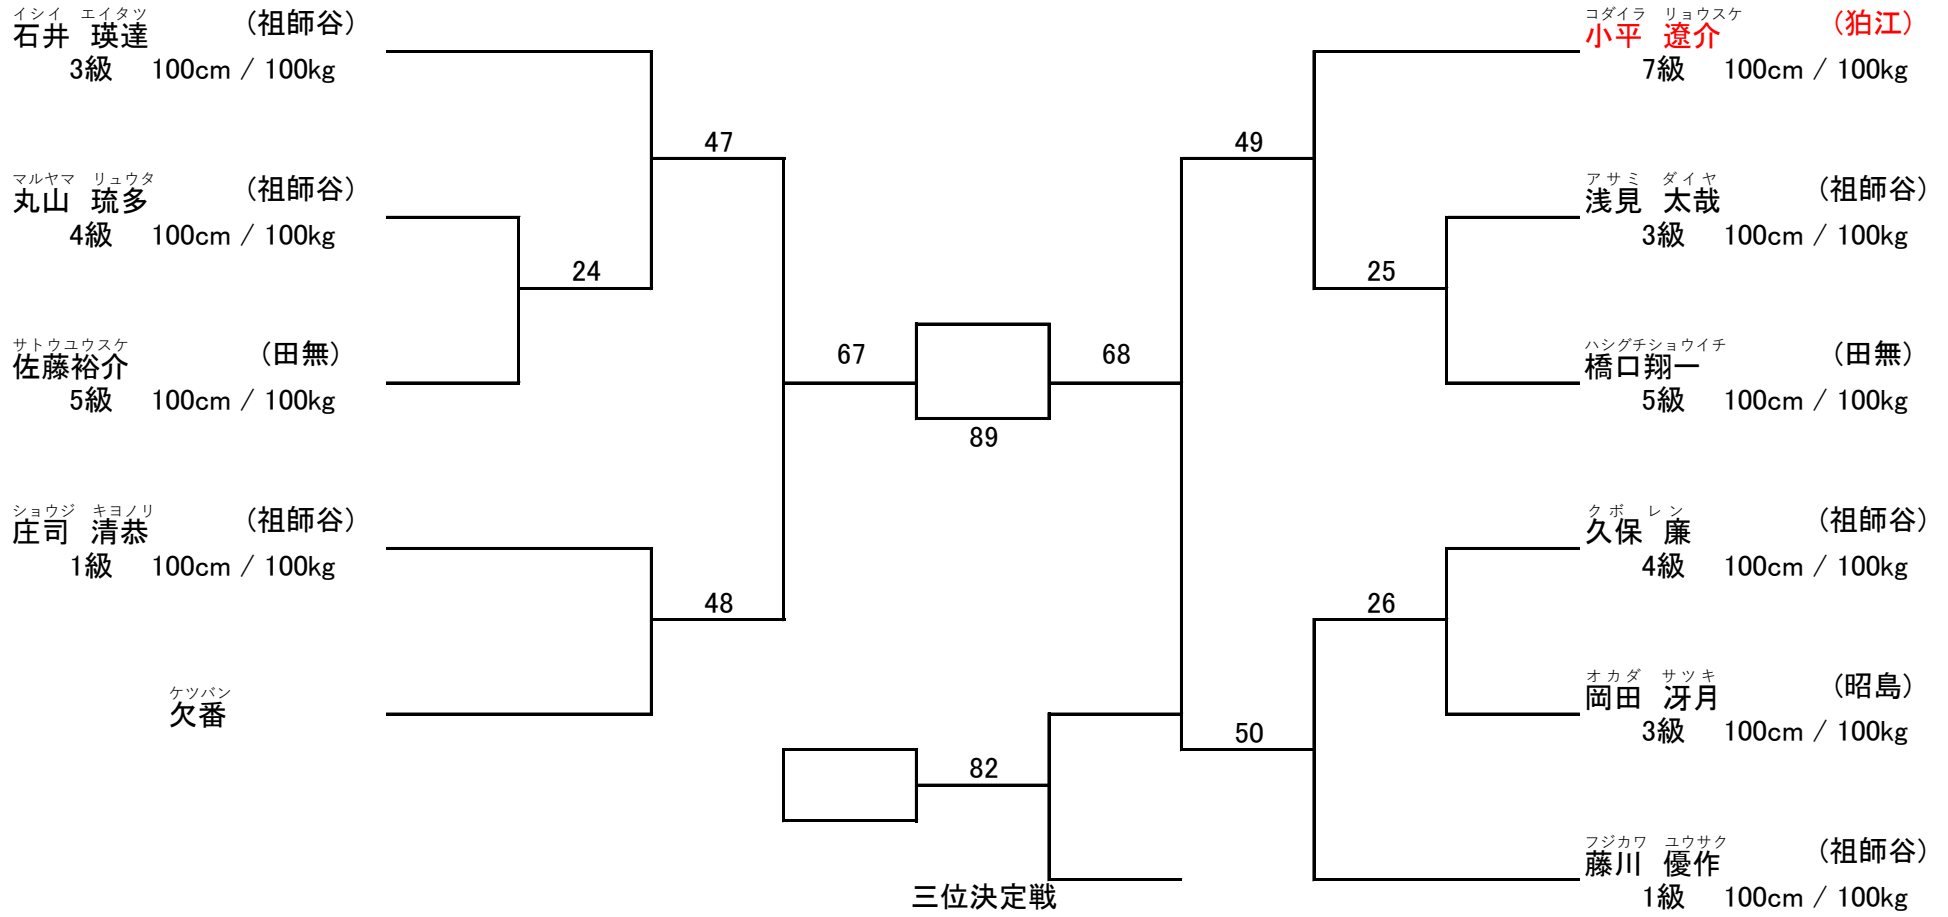 イシイ エイタツ
石井 瑛達 (祖師谷)
3級 100cm / 100kg
マルヤマ リュウタ
丸山 琉多 (祖師谷)
4級 100cm / 100kg
サトウユウスケ
佐藤裕介 (田無)
5級 100cm / 100kg
ショウジ キヨノリ
庄司 清恭 (祖師谷)
1級 100cm / 100kg
ケツバン
欠番
47
24
48
67
89
68
82
三位決定戦
49
25
26
50
コダイラ リョウスケ
小平 遼介 (狛江)
7級 100cm / 100kg
アサミ ダイヤ
浅見 太哉 (祖師谷)
3級 100cm / 100kg
ハシグチショウイチ
橋口翔一 (田無)
5級 100cm / 100kg
クボ レン
久保 廉 (祖師谷)
4級 100cm / 100kg
オカダ サツキ
岡田 冴月 (昭島)
3級 100cm / 100kg
フジカワ ユウサク
藤川 優作 (祖師谷)
1級 100cm / 100kg